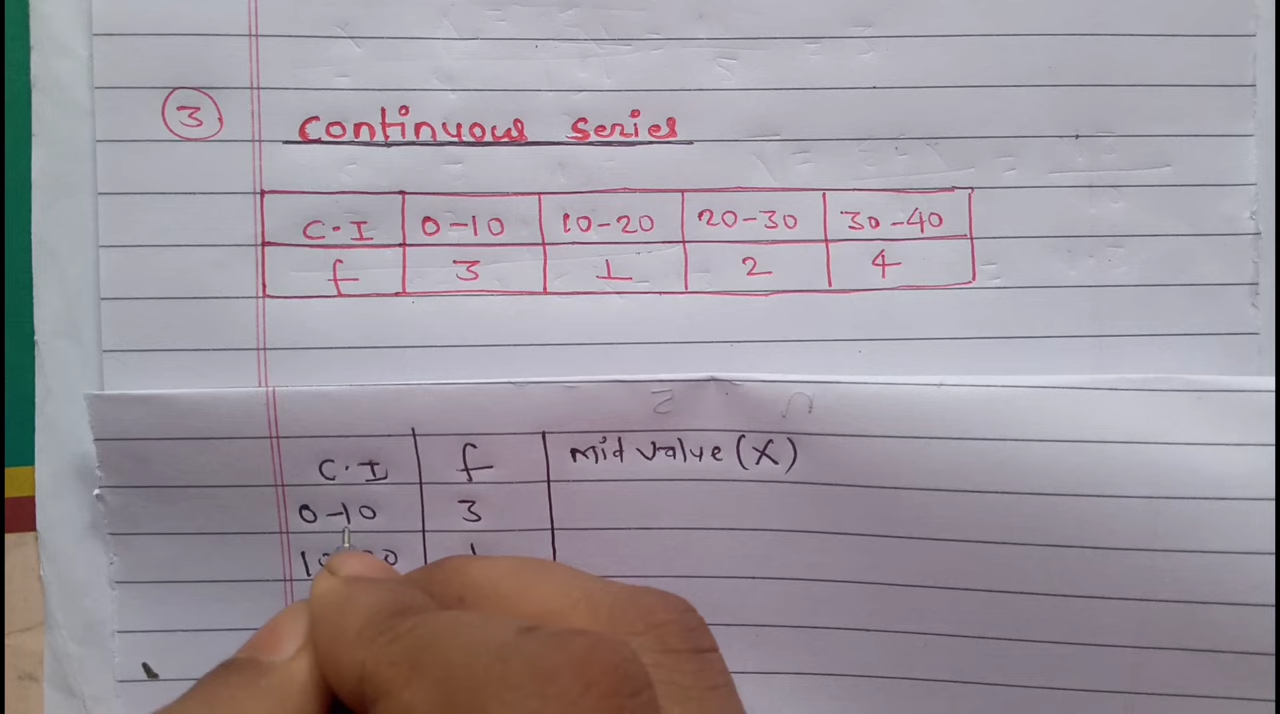 3 Continuous series
C.I 0-10 10-20 20-30 30-40
f 3 1 2 4
C.I f Mid value (X)
0-10 3
1